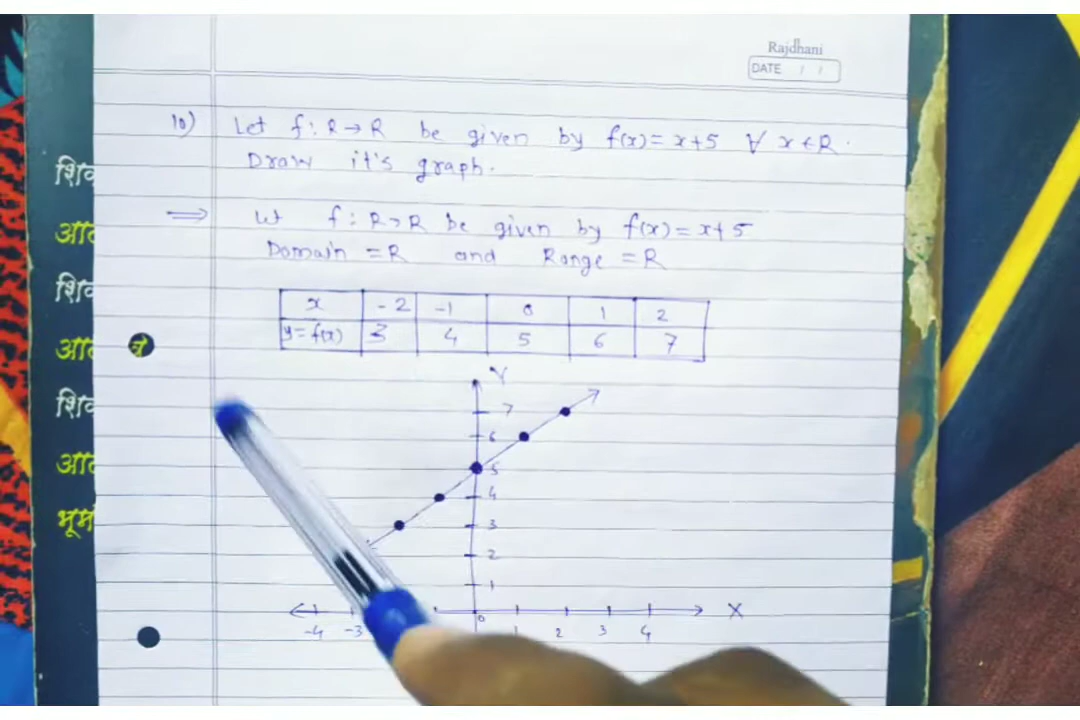 Rajdhani
DATE / /
10) Let f: R→R be given by f(x)= x+5 ∀ x∈R.
Draw it's graph.
⇒ Let f: R→R be given by f(x)= x+5
Domain =R and Range =R
x -2 -1 0 1 2
y=f(x) 3 4 5 6 7
Y
7
6
5
4
3
2
1
X
-4 -3 0 1 2 3 4
शिव
आ
शिव
आ
वे
शिव
आ
भूमं